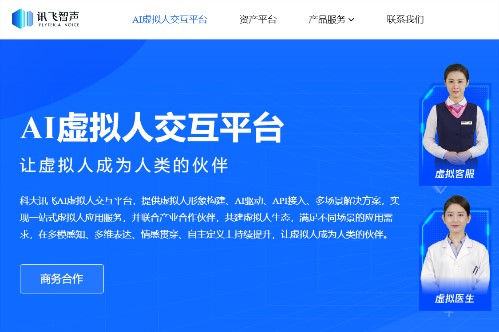 讯飞智声
IFLYTEK AI VOICE
AI虚拟人交互平台
资产平台
产品服务
联系我们
AI虚拟人交互平台
让虚拟人成为人类的伙伴
科大讯飞AI虚拟人交互平台，提供虚拟人形象构建、AI驱动、API接入、多场景解决方案，实
现一站式虚拟人应用服务，并联合产业合作伙伴，共建虚拟人生态，满足不同场景的应用需
求，在多模感知、多维表达、情感贯穿、自主定义上持续提升，让虚拟人成为人类的伙伴。
商务合作
虚拟客服
虚拟医生